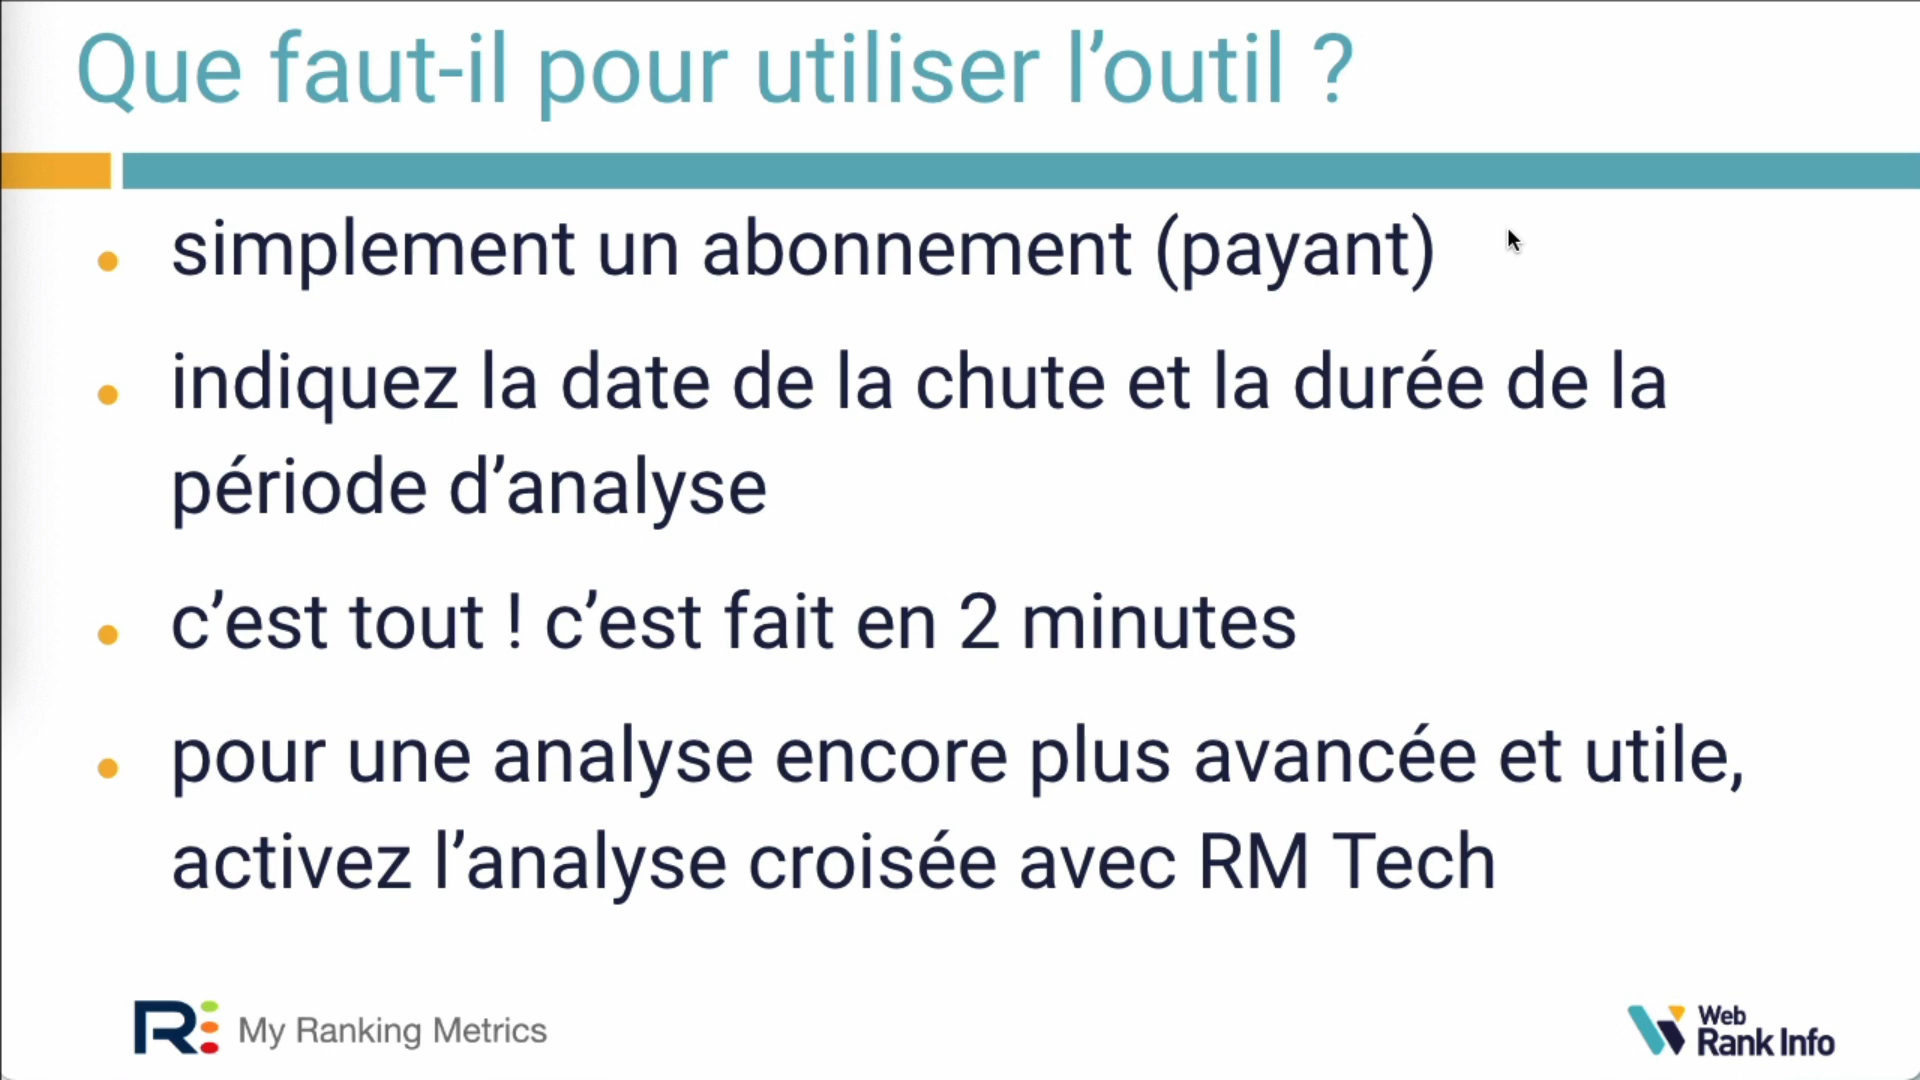 Que faut-il pour utiliser l’outil ?
simplement un abonnement (payant)
indiquez la date de la chute et la durée de la
période d’analyse
c’est tout ! c’est fait en 2 minutes
pour une analyse encore plus avancée et utile,
activez l’analyse croisée avec RM Tech
My Ranking Metrics
Web
Rank Info